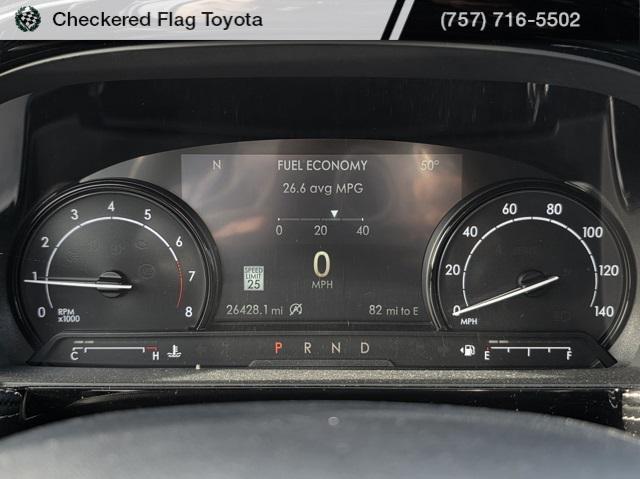 Checkered Flag Toyota
(757) 716-5502
N FUEL ECONOMY 50°
26.6 avg MPG
0 20 40
0
MPH
SPEED
LIMIT
25
26428.1 mi
82 mi to E
0 1 2 3 4 5 6 7 8
RPM
x1000
0 20 40 60 80 100 120 140
MPH
C H
P R N D
E F